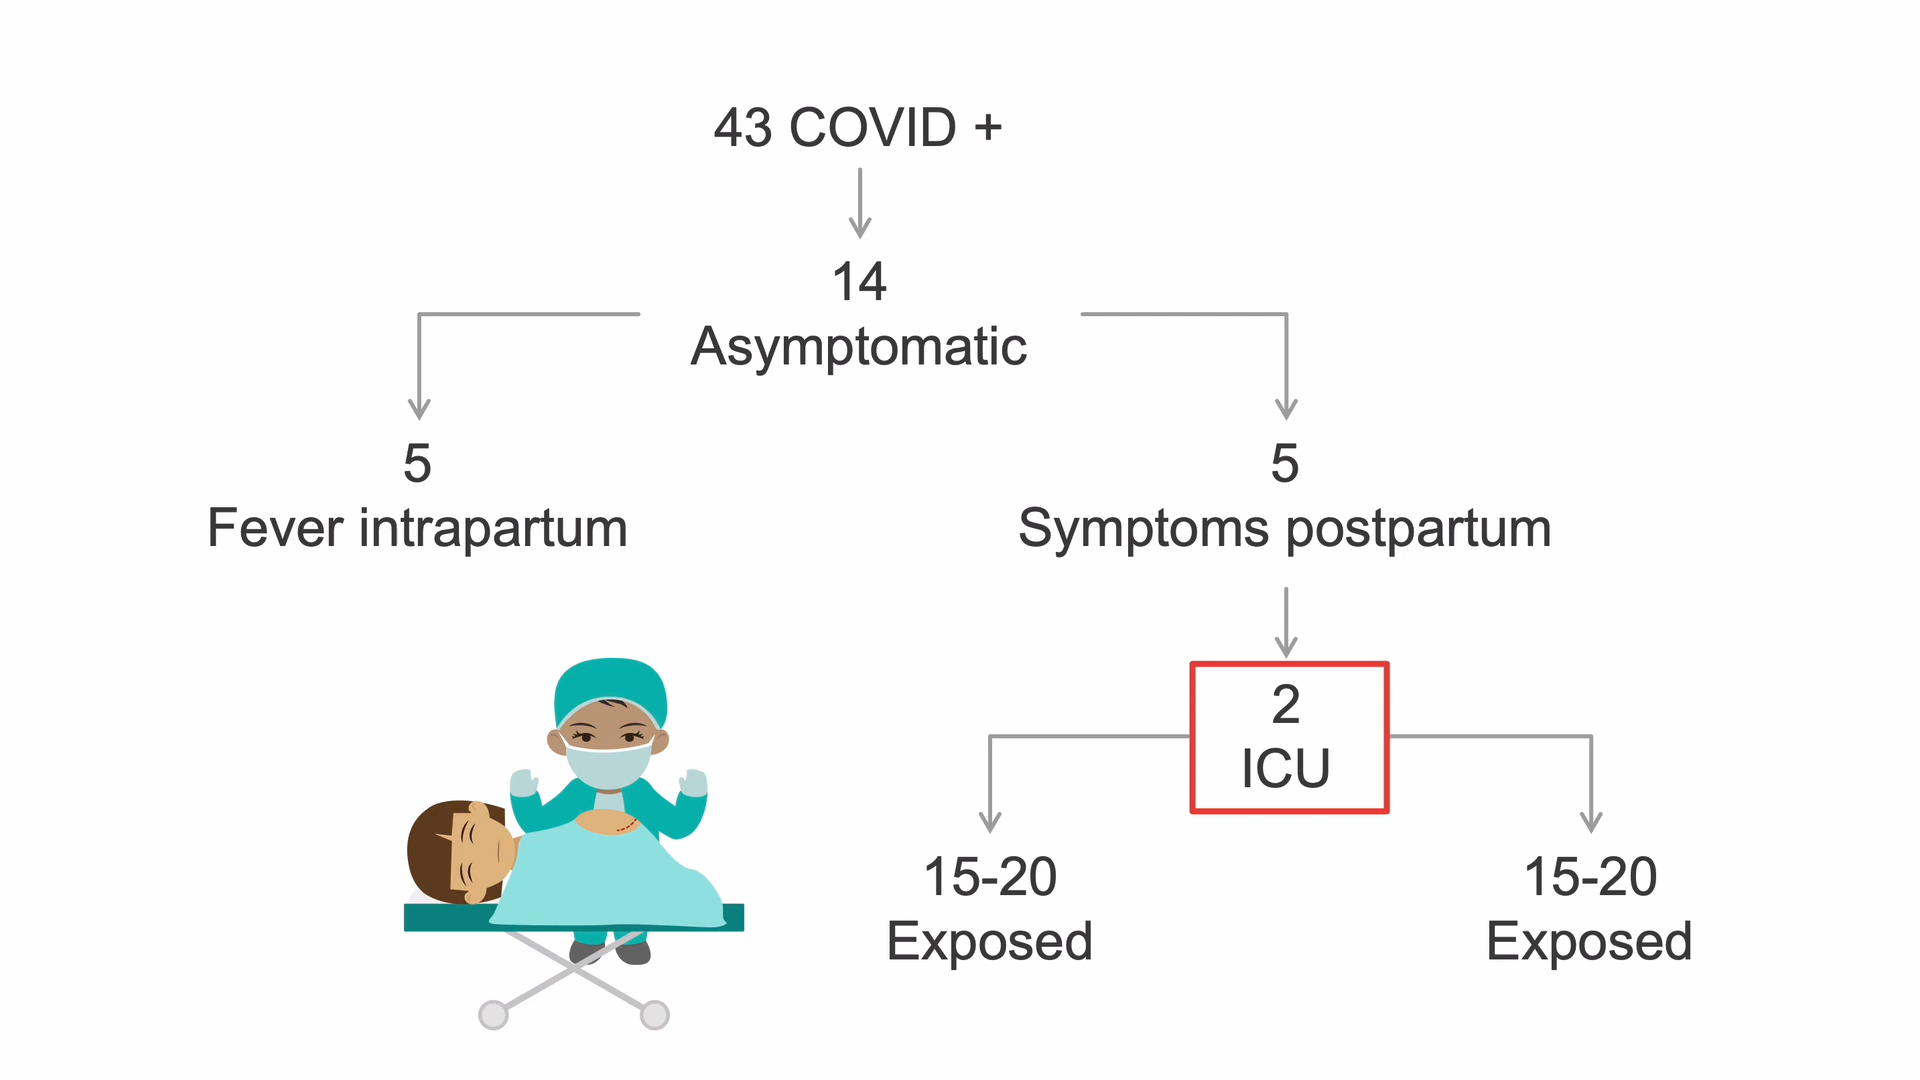 43 COVID +
14
Asymptomatic
5
Fever intrapartum
5
Symptoms postpartum
2
ICU
15-20
Exposed
15-20
Exposed